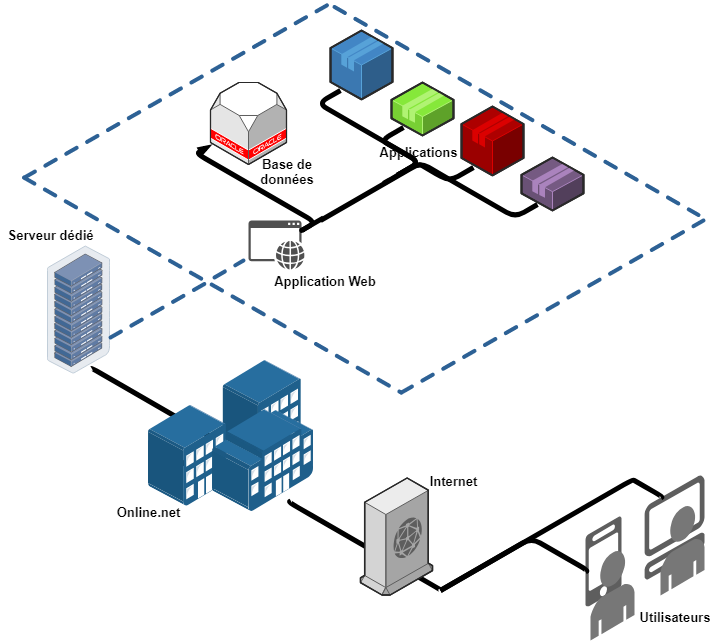 ORACLE ORACLE
Applications
Base de
données
Serveur dédié
Application Web
Internet
Online.net
Utilisateurs